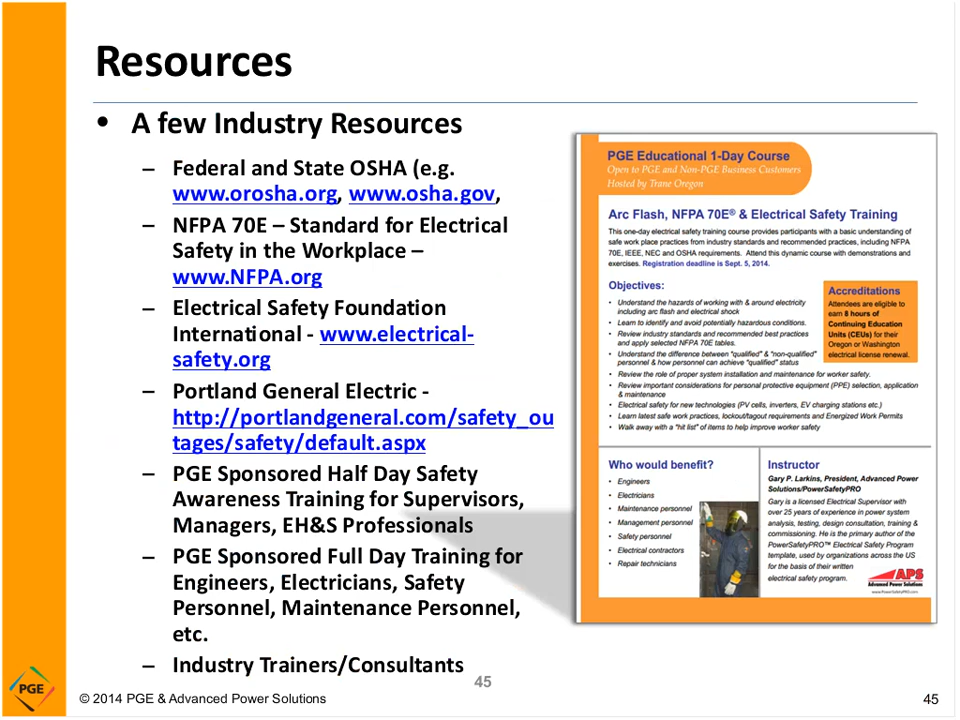 Resources
• A few Industry Resources
– Federal and State OSHA (e.g.
www.orosha.org, www.osha.gov,
– NFPA 70E – Standard for Electrical
Safety in the Workplace –
www.NFPA.org
– Electrical Safety Foundation
International - www.electrical-
safety.org
– Portland General Electric -
http://portlandgeneral.com/safety_ou
tages/safety/default.aspx
– PGE Sponsored Half Day Safety
Awareness Training for Supervisors,
Managers, EH&S Professionals
– PGE Sponsored Full Day Training for
Engineers, Electricians, Safety
Personnel, Maintenance Personnel,
etc.
– Industry Trainers/Consultants
PGE Educational 1-Day Course
Open to PGE and Non-PGE Business Customers
Hosted by Trane Oregon
Arc Flash, NFPA 70E® & Electrical Safety Training
This one-day electrical safety training course provides participants with a basic understanding of
safe work place practices from industry standards and recommended practices, including NFPA
70E, IEEE, NEC and OSHA requirements. Attend this dynamic course with demonstrations and
exercises. Registration deadline is Sept. 5, 2014.
Objectives:
• Understand the hazards of working with & around electricity
including arc flash and electrical shock
• Learn to identify and avoid potentially hazardous conditions.
• Review industry standards and recommended best practices
and apply selected NFPA 70E tables.
• Understand the difference between “qualified” & “non-qualified”
personnel & how personnel can achieve “qualified” status
• Review the role of proper system installation and maintenance for worker safety.
• Review important considerations for personal protective equipment (PPE) selection, application
& maintenance
• Electrical safety for new technologies (PV cells, inverters, EV charging stations etc.)
• Learn latest safe work practices, lockout/tagout requirements and Energized Work Permits
• Walk away with a “hit list” of items to help improve worker safety
Accreditations
Attendees are eligible to
earn 8 hours of
Continuing Education
Units (CEUs) for their
Oregon or Washington
electrical license renewal.
Who would benefit?
• Engineers
• Electricians
• Maintenance personnel
• Management personnel
• Safety personnel
• Electrical contractors
• Repair technicians
Instructor
Gary P. Larkins, President, Advanced Power
Solutions/PowerSafetyPRO
Gary is a licensed Electrical Supervisor with
over 25 years of experience in power system
analysis, testing, design consultation, training &
commissioning. He is the primary author of the
PowerSafetyPRO™ Electrical Safety Program
template, used by organizations across the US
for the basis of their written
electrical safety program.
APS
Advanced Power Solutions
www.PowerSafetyPRO.com
45
PGE
© 2014 PGE & Advanced Power Solutions
45